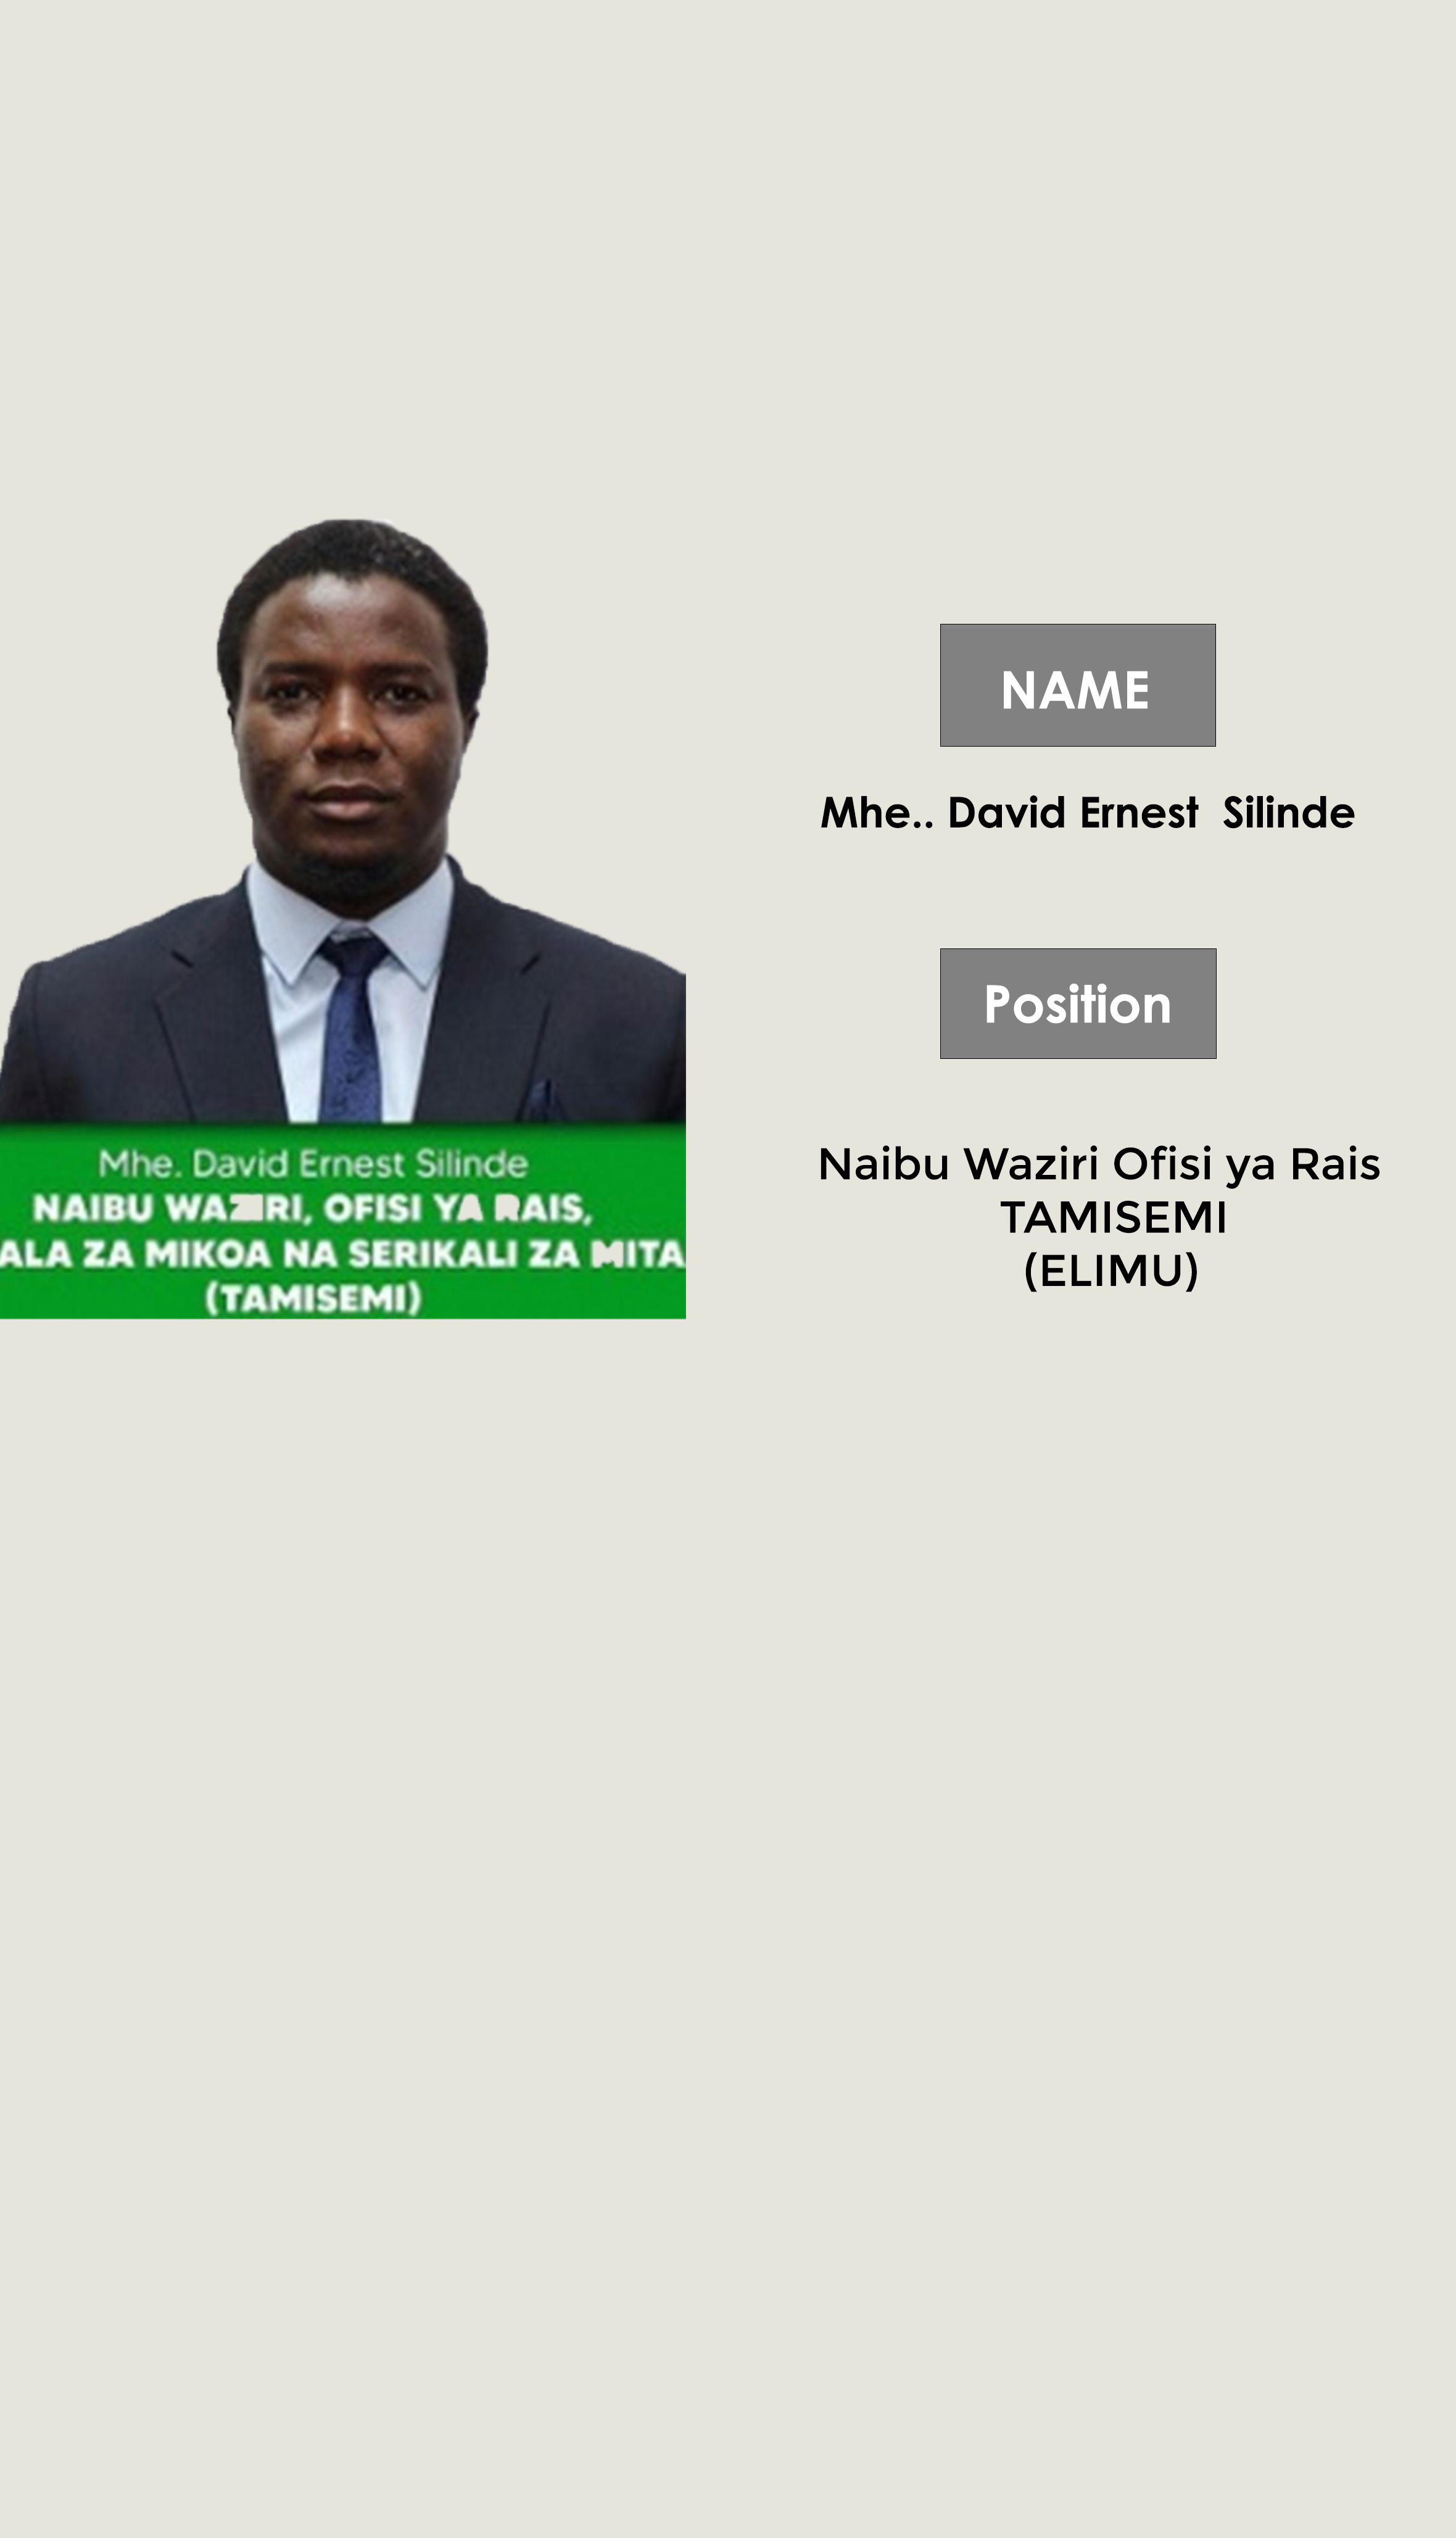 NAME
Mhe.. David Ernest Silinde
Position
Naibu Waziri Ofisi ya Rais
TAMISEMI
(ELIMU)
Mhe. David Ernest Silinde
NAIBU WAZIRI, OFISI YA RAIS,
ALA ZA MIKOA NA SERIKALI ZA MITA
(TAMISEMI)